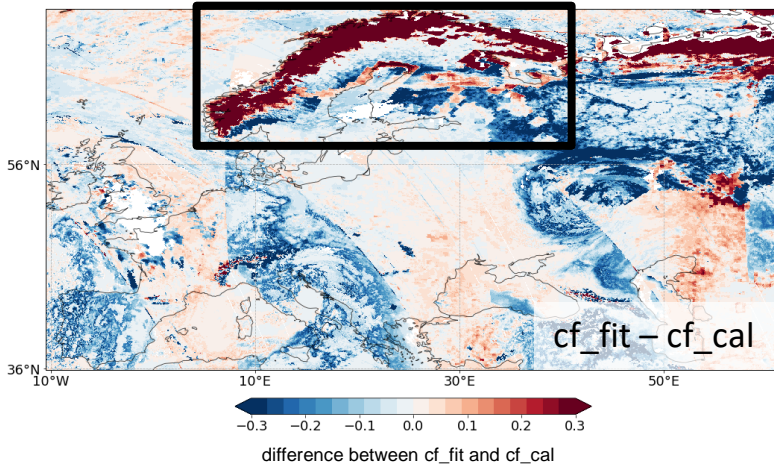 56°N
cf_fit – cf_cal
36°N
10°W
10°E
30°E
50°E
−0.3
−0.2
−0.1
0.0
0.1
0.2
0.3
difference between cf_fit and cf_cal